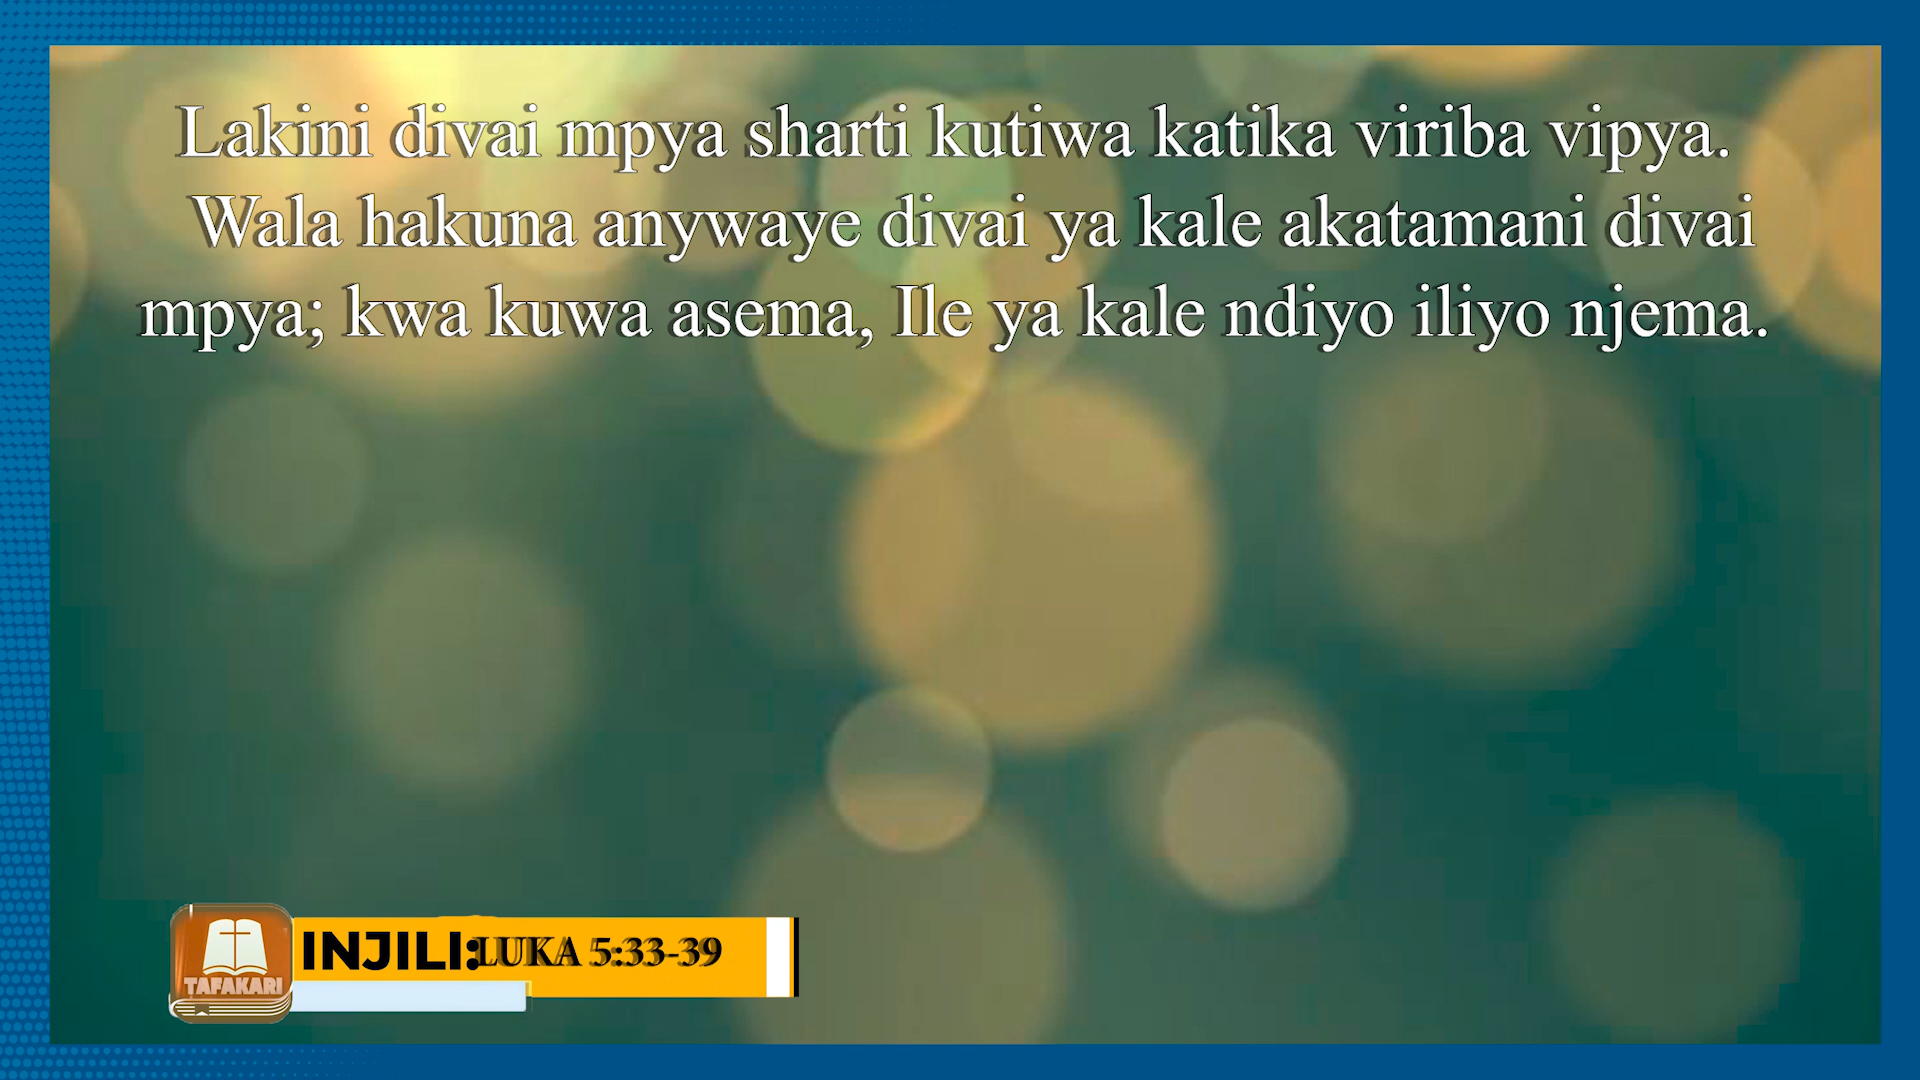 Lakini divai mpya sharti kutiwa katika viriba vipya.
Wala hakuna anywaye divai ya kale akatamani divai
mpya; kwa kuwa asema, Ile ya kale ndiyo iliyo njema.
INJILI: LUKA 5:33-39
TAFAKARI